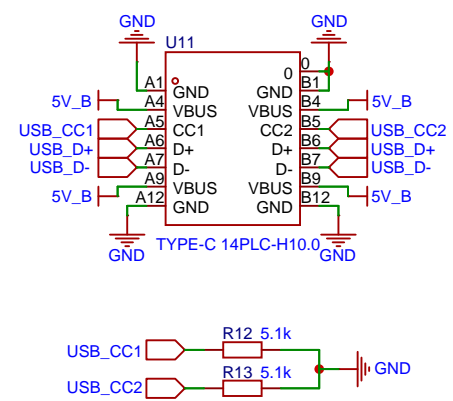 GND GND
U11
0
A1 GND 0 GND B1
5V_B A4 VBUS VBUS B4 5V_B
USB_CC1 A5 CC1 CC2 B5 USB_CC2
USB_D+ A6 D+ D+ B6 USB_D+
USB_D- A7 D- D- B7 USB_D-
5V_B A9 VBUS VBUS B9 5V_B
A12 GND GND B12
TYPE-C 14PLC-H10.0
GND GND
R12 5.1k
USB_CC1
GND
R13 5.1k
USB_CC2